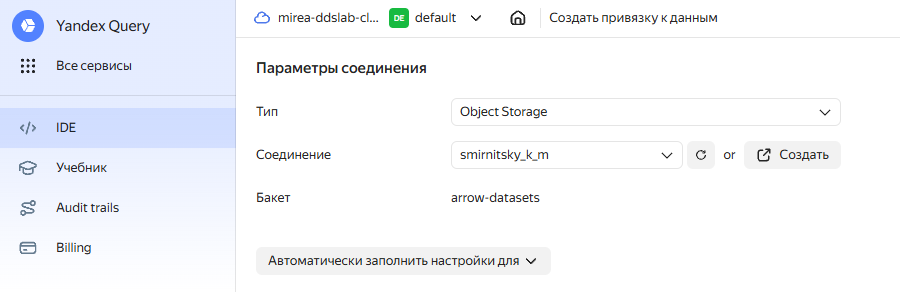 Yandex Query
Все сервисы
IDE
Учебник
Audit trails
Billing
mirea-ddslab-cl... DE default Создать привязку к данным
Параметры соединения
Тип Object Storage
Соединение smirnitsky_k_m or Создать
Бакет arrow-datasets
Автоматически заполнить настройки для